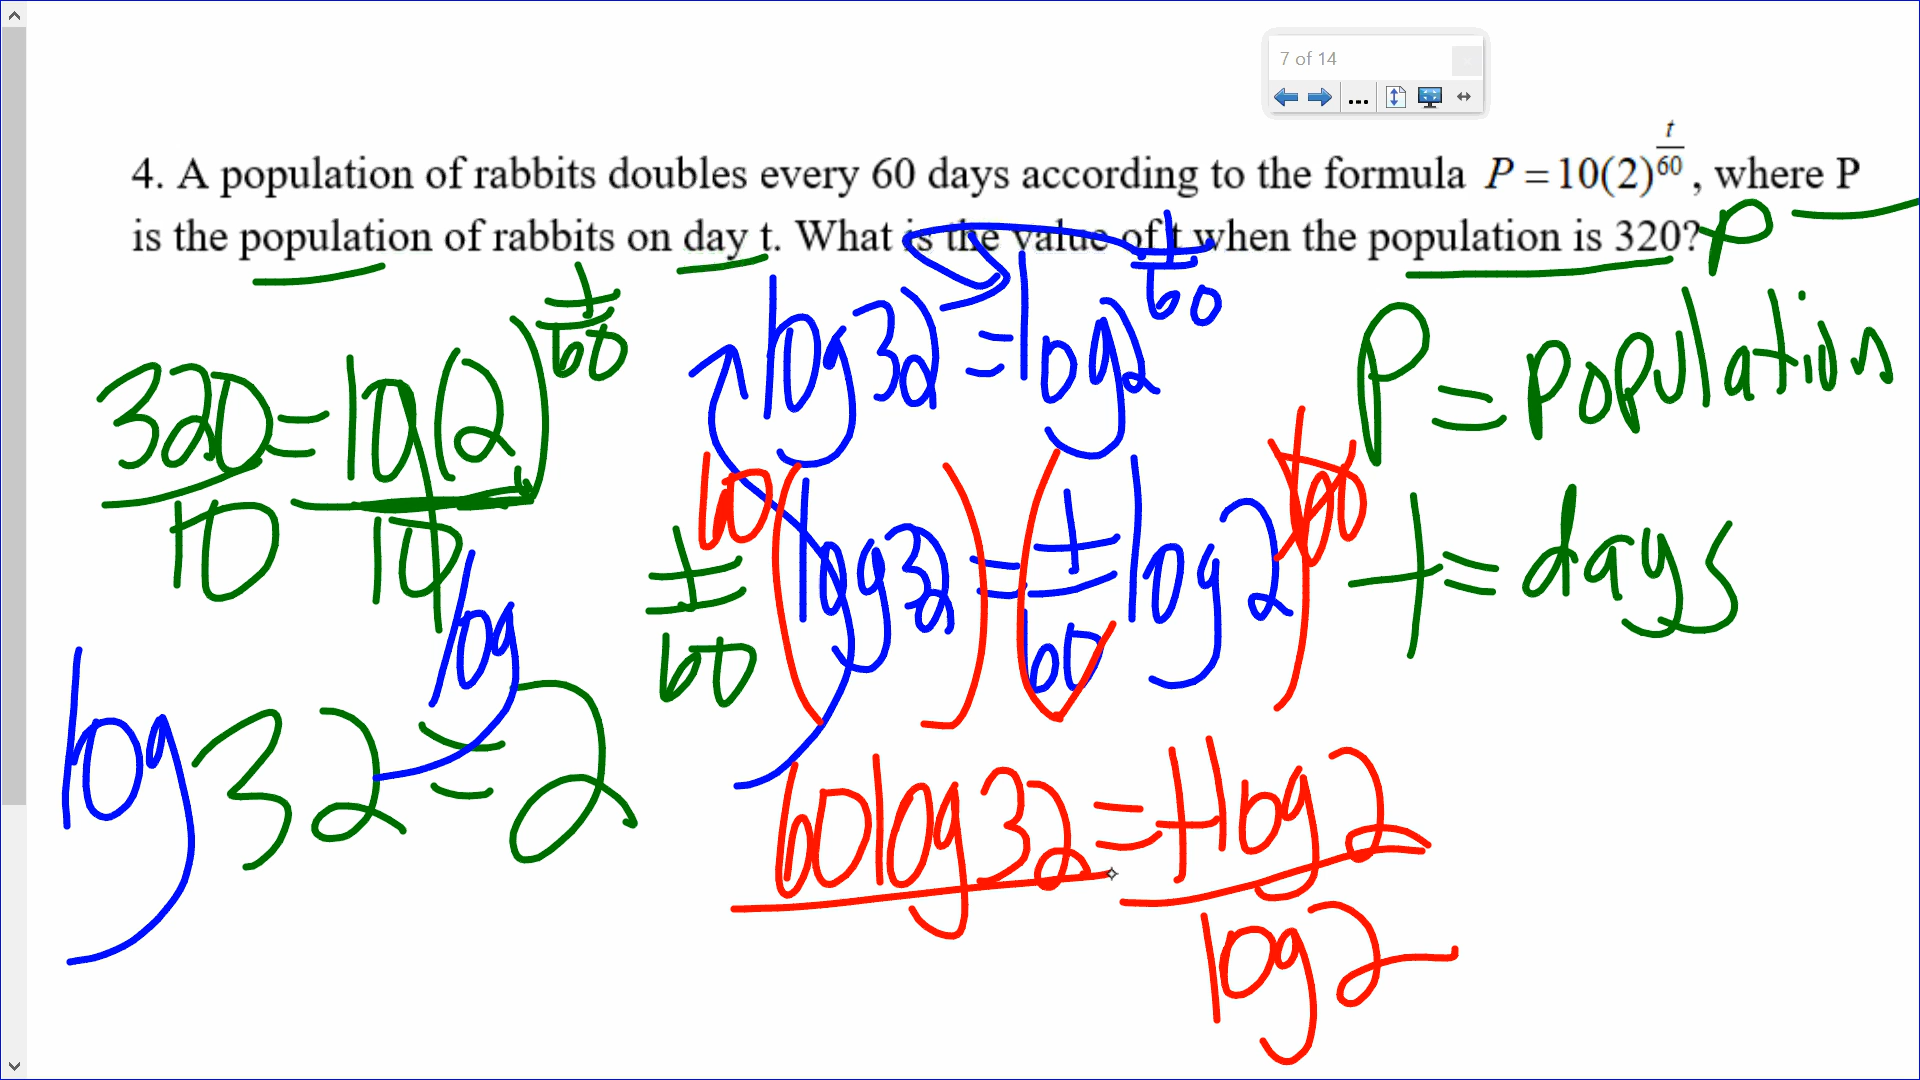 7 of 14
4. A population of rabbits doubles every 60 days according to the formula P = 10(2)^(t/60), where P
is the population of rabbits on day t. What is the value of t when the population is 320?
P
320/10 = 10(2)^(t/60)/10
log 32 = log 2 t/60
log 32 = log 2^(t/60)
60 (log 32) = (t/60 log 2) 60
60 log 32 = t log 2 / log 2
P = population
t = days